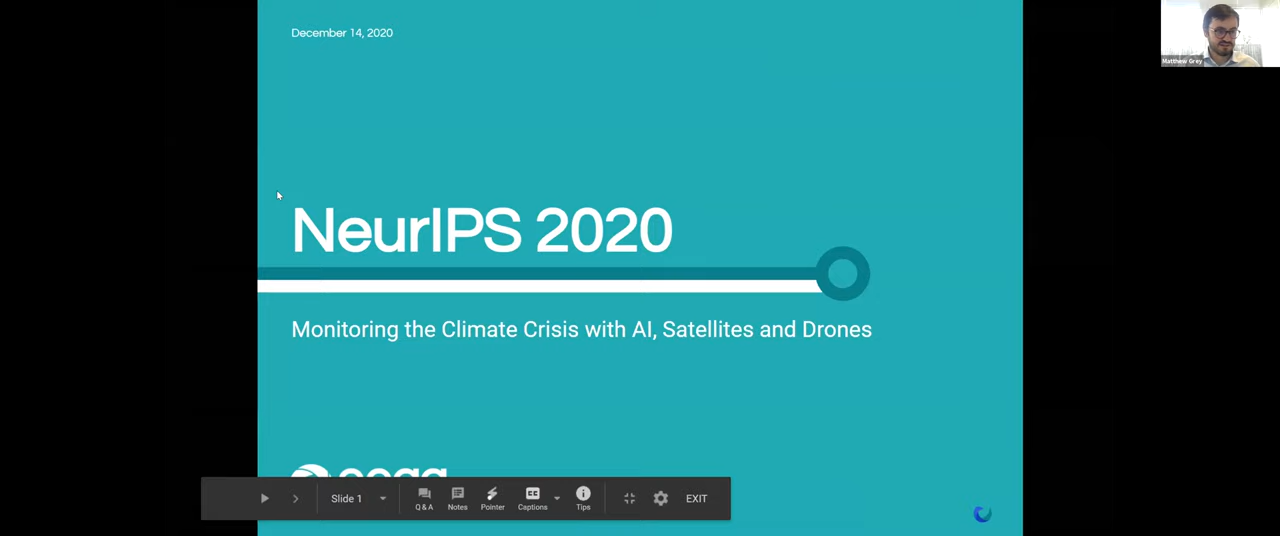 December 14, 2020
Matthew Grey
NeurIPS 2020
Monitoring the Climate Crisis with AI, Satellites and Drones
Slide 1
Q & A
Notes
Pointer
CC
Captions
Tips
EXIT